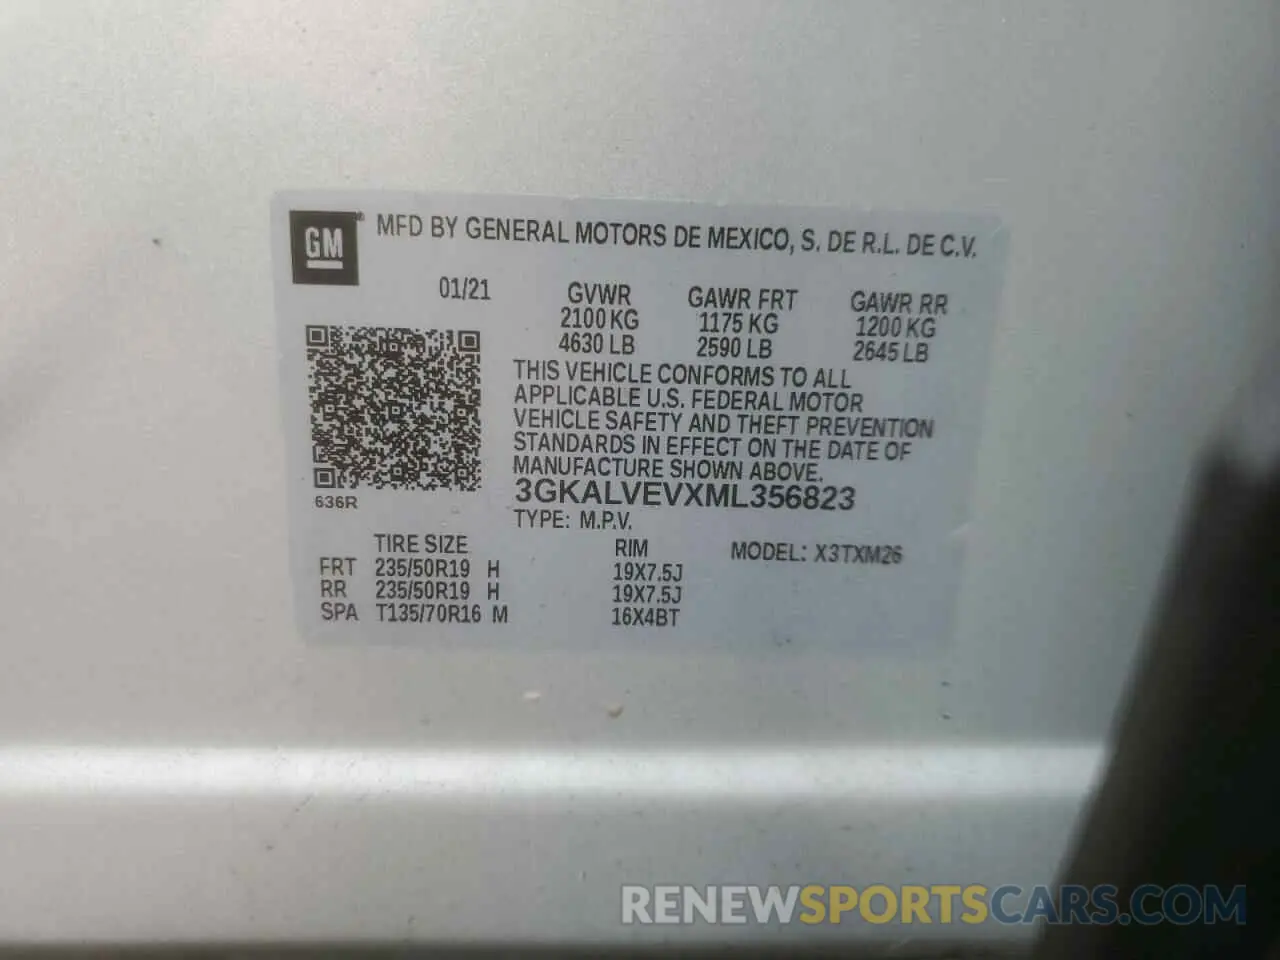 GM ® MFD BY GENERAL MOTORS DE MEXICO, S. DE R.L. DE C.V.
01/21 GVWR GAWR FRT GAWR RR
2100 KG 1175 KG 1200 KG
4630 LB 2590 LB 2645 LB
THIS VEHICLE CONFORMS TO ALL
APPLICABLE U.S. FEDERAL MOTOR
VEHICLE SAFETY AND THEFT PREVENTION
STANDARDS IN EFFECT ON THE DATE OF
MANUFACTURE SHOWN ABOVE.
636R 3GKALVEVXML356823
TYPE: M.P.V.
TIRE SIZE RIM MODEL: X3TXM26
FRT 235/50R19 H 19X7.5J
RR 235/50R19 H 19X7.5J
SPA T135/70R16 M 16X4BT
RENEWSPORTSCARS.COM